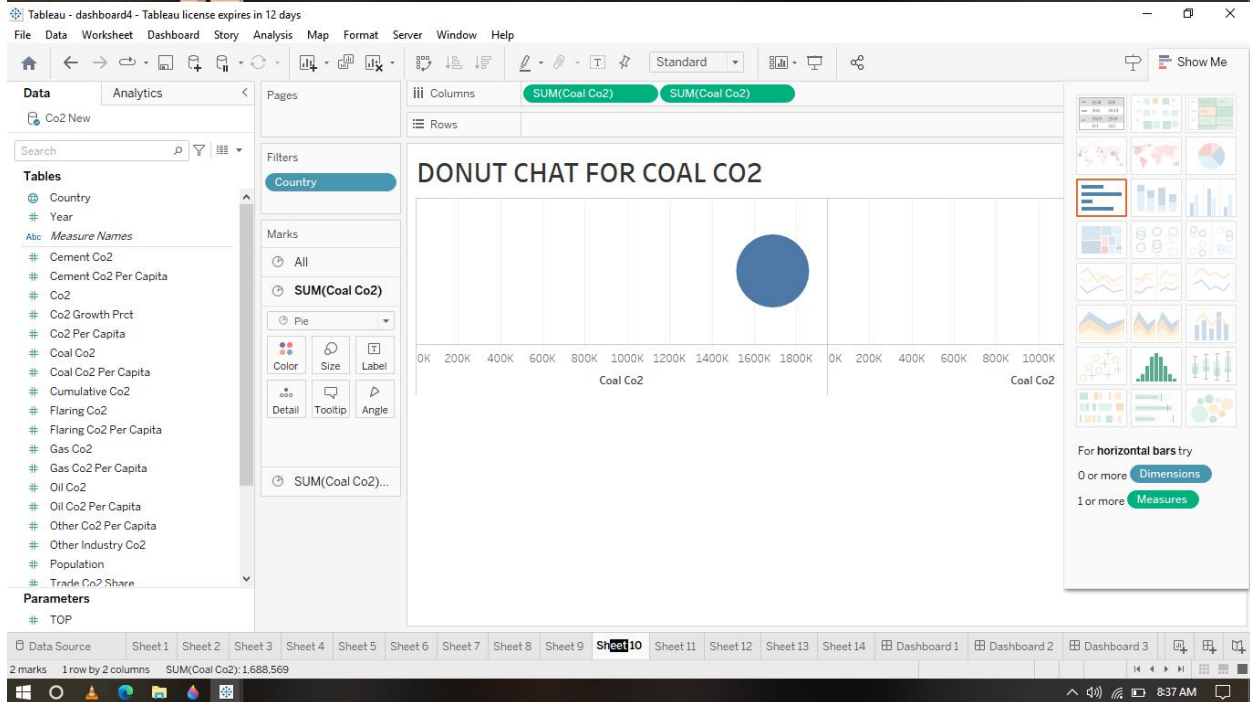 Tableau - dashboard4 - Tableau license expires in 12 days
File Data Worksheet Dashboard Story Analysis Map Format Server Window Help
Standard
Show Me
Data Analytics
Co2 New
Search
Tables
Country
Year
Abc Measure Names
Cement Co2
Cement Co2 Per Capita
Co2
Co2 Growth Prct
Co2 Per Capita
Coal Co2
Coal Co2 Per Capita
Cumulative Co2
Flaring Co2
Flaring Co2 Per Capita
Gas Co2
Gas Co2 Per Capita
Oil Co2
Oil Co2 Per Capita
Other Co2 Per Capita
Other Industry Co2
Population
Trade Co2 Share
Parameters
TOP
Pages
Filters
Country
Marks
All
SUM(Coal Co2)
Pie
Color Size Label
Detail Tooltip Angle
SUM(Coal Co2)...
Columns SUM(Coal Co2) SUM(Coal Co2)
Rows
DONUT CHAT FOR COAL CO2
0K 200K 400K 600K 800K 1000K 1200K 1400K 1600K 1800K 0K 200K 400K 600K 800K 1000K
Coal Co2 Coal Co2
For horizontal bars try
0 or more Dimensions
1 or more Measures
Data Source Sheet 1 Sheet 2 Sheet 3 Sheet 4 Sheet 5 Sheet 6 Sheet 7 Sheet 8 Sheet 9 Sheet 10 Sheet 11 Sheet 12 Sheet 13 Sheet 14 Dashboard 1 Dashboard 2 Dashboard 3
2 marks 1 row by 2 columns SUM(Coal Co2): 1,688,569
8:37 AM